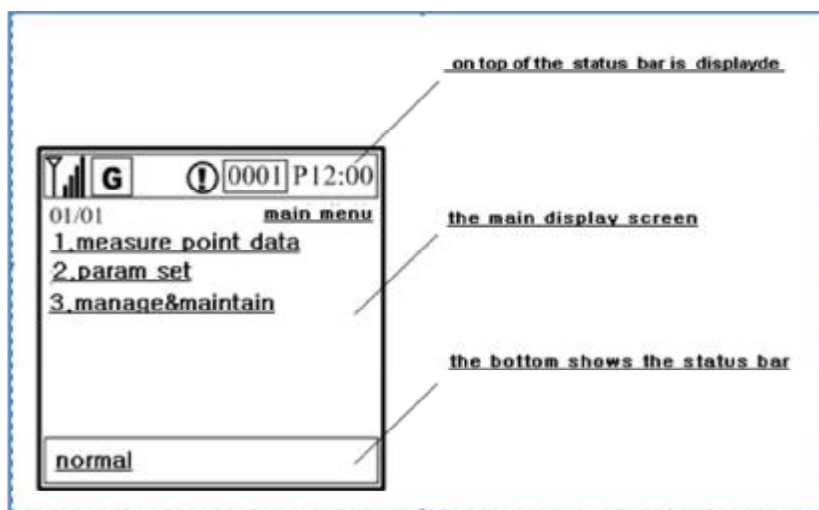 on top of the status bar is displayde
G 0001 P12:00
01/01 main menu
1.measure point data
the main display screen
2.param set
3.manage&maintain
the bottom shows the status bar
normal